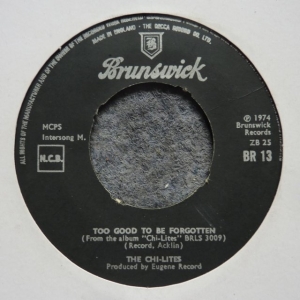 ALL RIGHTS OF THE MANUFACTURER AND OF THE OWNER OF THE RECORDED WORK RESERVED
MADE IN ENGLAND · THE DECCA RECORD CO. LTD.
Brunswick
MCPS
Intersong M.
N.C.B.
℗ 1974
Brunswick
Records
ZB 25
BR 13
TOO GOOD TO BE FORGOTTEN
(From the album "Chi-Lites" BRLS 3009)
(Record, Acklin)
THE CHI-LITES
Produced by Eugene Record